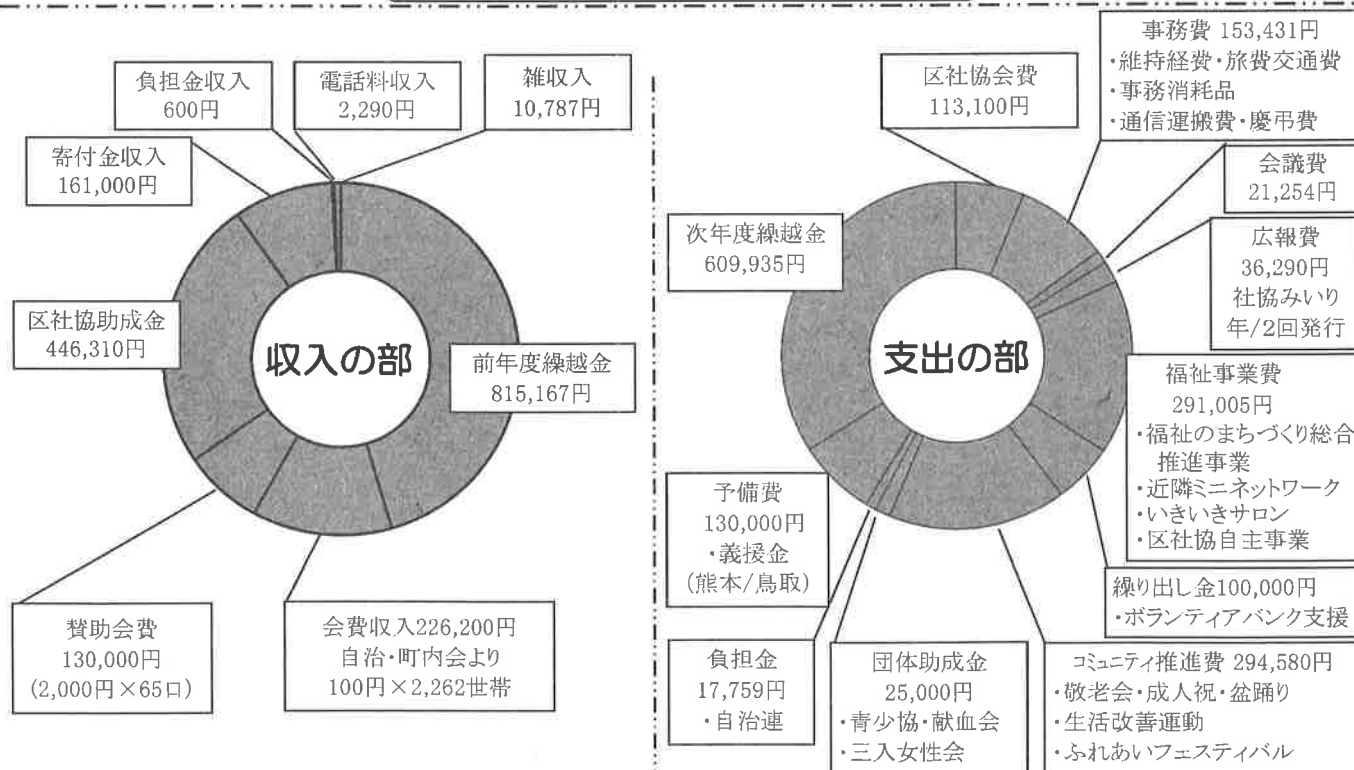 負担金収入
600円
電話料収入
2,290円
雑収入
10,787円
寄付金収入
161,000円
区社協助成金
446,310円
収入の部
前年度繰越金
815,167円
賛助会費
130,000円
(2,000円×65口)
会費収入226,200円
自治・町内会より
100円×2,262世帯
区社協会費
113,100円
事務費 153,431円
・維持経費・旅費交通費
・事務消耗品
・通信運搬費・慶弔費
会議費
21,254円
次年度繰越金
609,935円
広報費
36,290円
社協みいり
年/2回発行
支出の部
福祉事業費
291,005円
・福祉のまちづくり総合
推進事業
・近隣ミニネットワーク
・いきいきサロン
・区社協自主事業
予備費
130,000円
・義援金
(熊本/鳥取)
繰り出し金100,000円
・ボランティアバンク支援
負担金
17,759円
・自治連
団体助成金
25,000円
・青少協・献血会
・三入女性会
コミュニティ推進費 294,580円
・敬老会・成人祝・盆踊り
・生活改善運動
・ふれあいフェスティバル